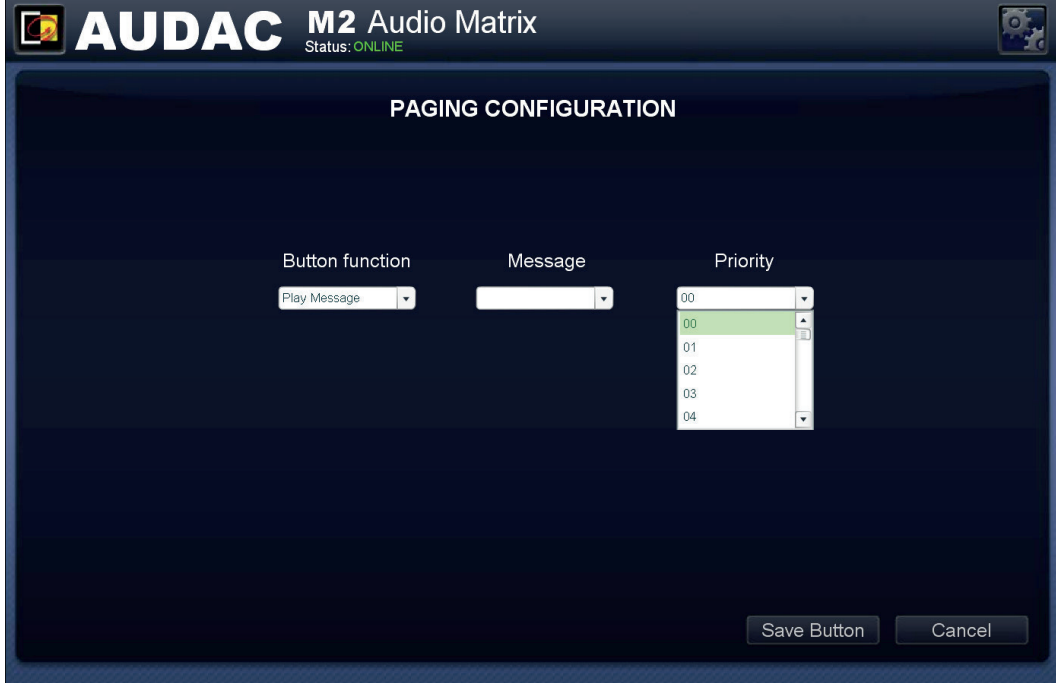 AUDAC M2 Audio Matrix
Status: ONLINE
PAGING CONFIGURATION
Button function Message Priority
Play Message 00
00
01
02
03
04
Save Button Cancel